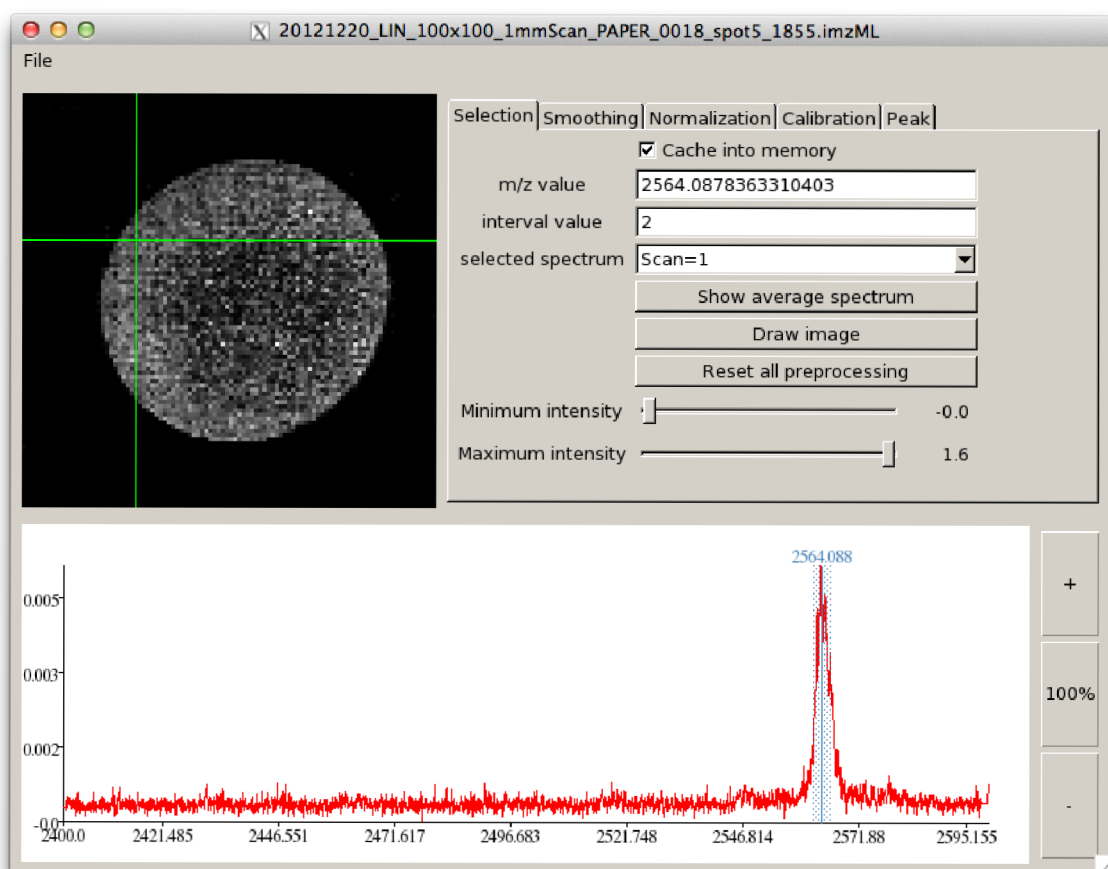 20121220_LIN_100x100_1mmScan_PAPER_0018_spot5_1855.imzML
File
Selection Smoothing Normalization Calibration Peak
Cache into memory
m/z value 2564.0878363310403
interval value 2
selected spectrum Scan=1
Show average spectrum
Draw image
Reset all preprocessing
Minimum intensity -0.0
Maximum intensity 1.6
2564.088
+
0.005
0.003
100%
0.002
-
-0.0
2400.0 2421.485 2446.551 2471.617 2496.683 2521.748 2546.814 2571.88 2595.155